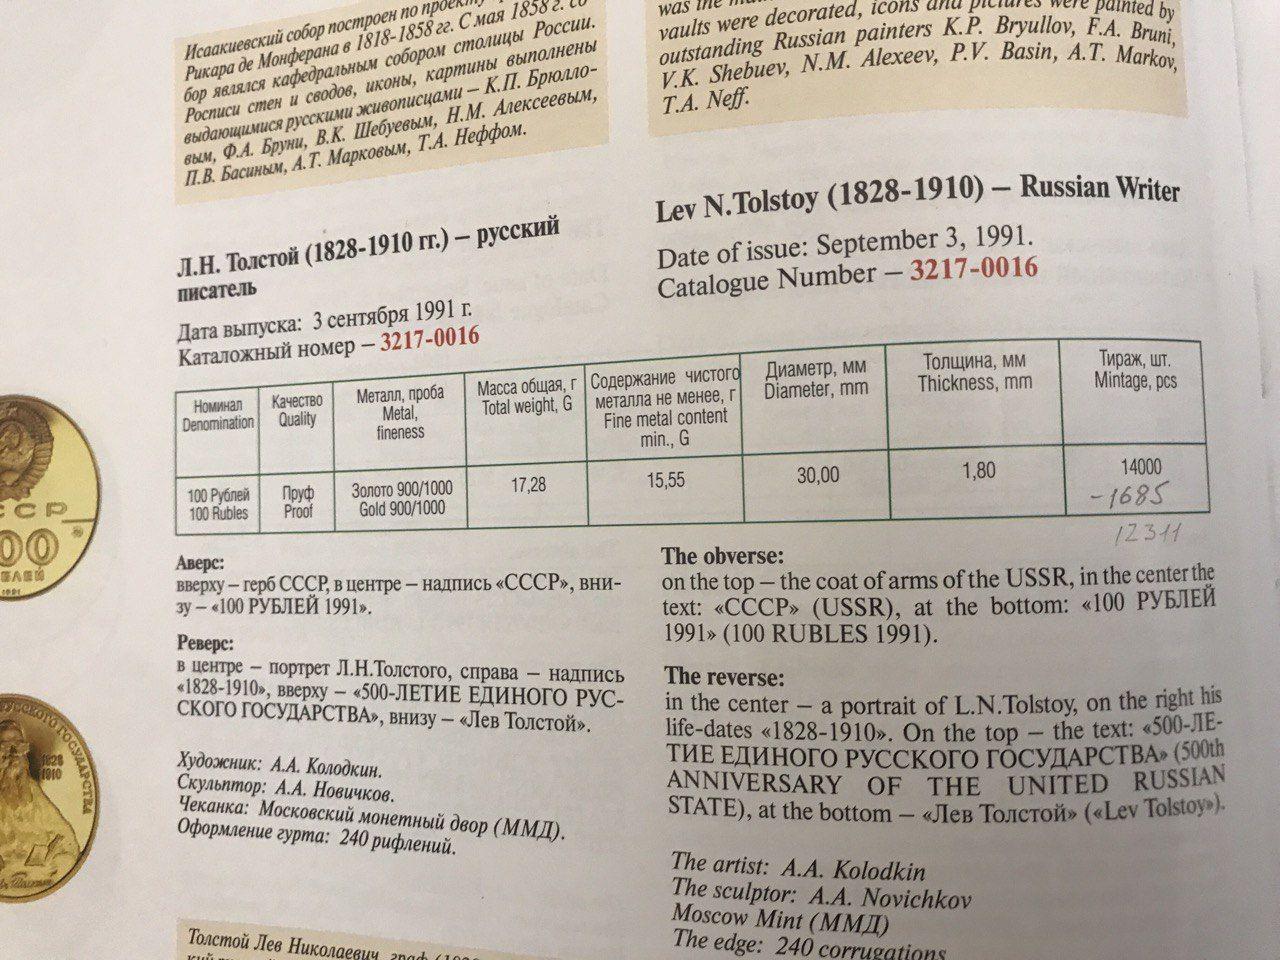 Исаакиевский собор построен по проекту
Рикара де Монферана в 1818-1858 гг. С мая 1858 г. со
бор являлся кафедральным собором столицы России.
Росписи стен и сводов, иконы, картины выполнены
выдающимися русскими живописцами – К.П. Брюлло-
вым, Ф.А. Бруни, В.К. Шебуевым, Н.М. Алексеевым,
П.В. Басиным, А.Т. Марковым, Т.А. Неффом.
was the
vaults were decorated, icons and pictures were painted by
outstanding Russian painters K.P. Bryullov, F.A. Bruni,
V.K. Shebuev, N.M. Alexeev, P.V. Basin, A.T. Markov,
T.A. Neff.
Л.Н. Толстой (1828-1910 гг.) – русский
писатель
Дата выпуска: 3 сентября 1991 г.
Каталожный номер – 3217-0016
Lev N.Tolstoy (1828-1910) – Russian Writer
Date of issue: September 3, 1991.
Catalogue Number – 3217-0016
Номинал
Denomination
Качество
Quality
Металл, проба
Metal,
fineness
Масса общая, г
Total weight, G
Содержание чистого
металла не менее, г
Fine metal content
min., G
Диаметр, мм
Diameter, mm
Толщина, мм
Thickness, mm
Тираж, шт.
Mintage, pcs
100 Рублей
100 Rubles
Пруф
Proof
Золото 900/1000
Gold 900/1000
17,28
15,55
30,00
1,80
14000
-1685
12311
Аверс:
вверху – герб СССР, в центре – надпись «СССР», вни-
зу – «100 РУБЛЕЙ 1991».
Реверс:
в центре – портрет Л.Н.Толстого, справа – надпись
«1828-1910», вверху – «500-ЛЕТИЕ ЕДИНОГО РУС-
СКОГО ГОСУДАРСТВА», внизу – «Лев Толстой».
Художник: А.А. Колодкин.
Скульптор: А.А. Новичков.
Чеканка: Московский монетный двор (ММД).
Оформление гурта: 240 рифлений.
The obverse:
on the top – the coat of arms of the USSR, in the center the
text: «СССР» (USSR), at the bottom: «100 РУБЛЕЙ
1991» (100 RUBLES 1991).
The reverse:
in the center – a portrait of L.N.Tolstoy, on the right his
life-dates «1828-1910». On the top – the text: «500-ЛЕ-
ТИЕ ЕДИНОГО РУССКОГО ГОСУДАРСТВА» (500th
ANNIVERSARY OF THE UNITED RUSSIAN
STATE), at the bottom – «Лев Толстой» («Lev Tolstoy»).
The artist: A.A. Kolodkin
The sculptor: A.A. Novichkov
Moscow Mint (ММД)
The edge: 240 corrugations
Толстой Лев Николаевич, граф
ССР
00
БЛЕЙ
1991
РУССКОГО ГОСУДАРСТВА
1828
1910